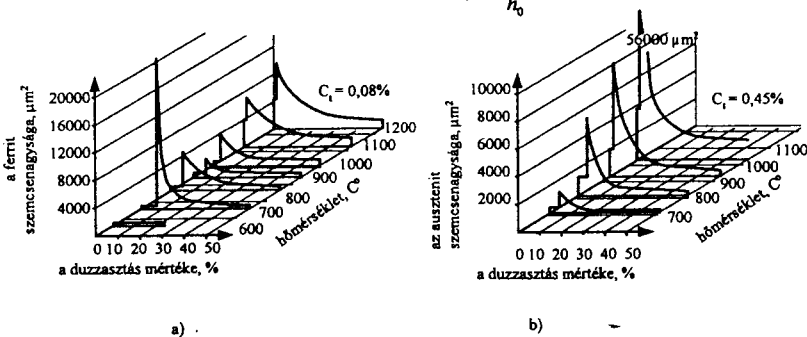 h₀
a ferrit
szemcsenagysága, µm²
20000
16000
12000
8000
4000
0 10 20 30 40 50
a duzzasztás mértéke, %
600
700
800
900
1000
1100
1200
hőmérséklet, C°
Cₜ = 0,08%
a)
56000 µm²
az ausztenit
szemcsenagysága, µm²
10000
8000
6000
4000
2000
0 10 20 30 40 50
a duzzasztás mértéke, %
700
800
900
1000
1100
hőmérséklet, C°
Cₜ = 0,45%
b)